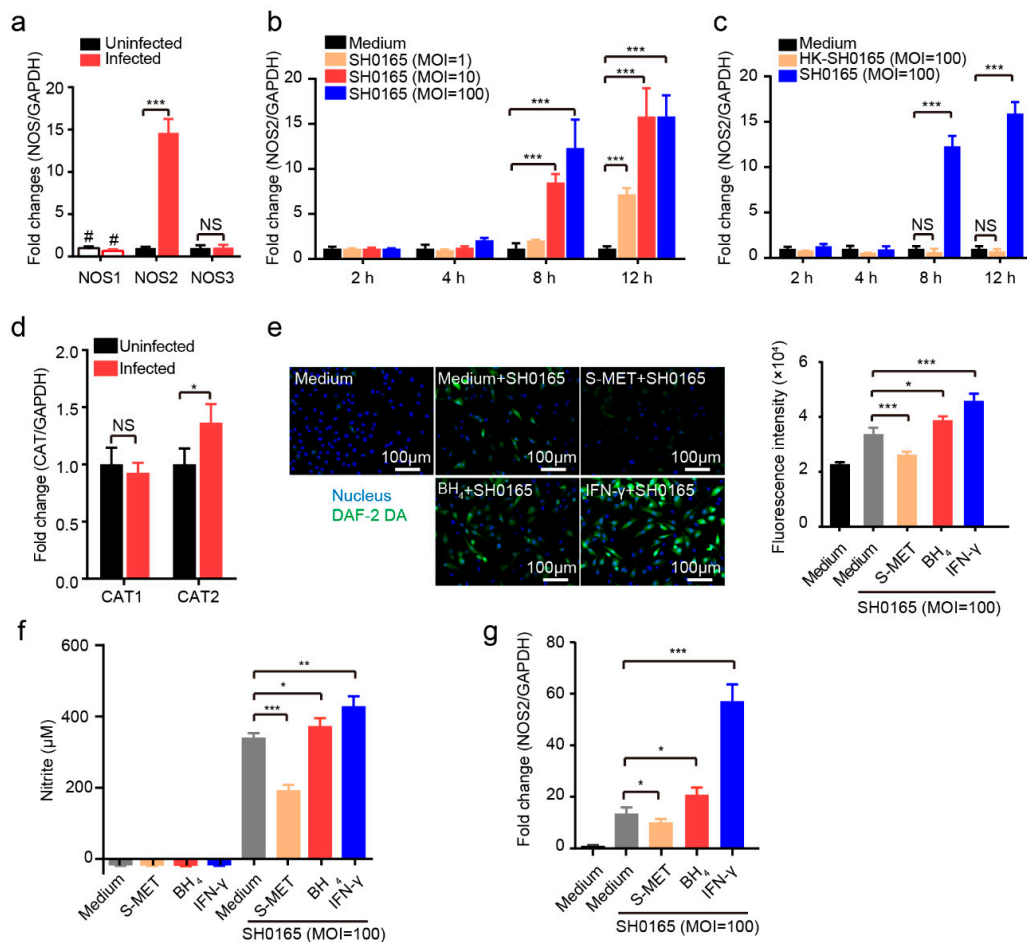 a
Uninfected
Infected
Fold changes (NOS/GAPDH)
20
15
10
5
0
#
#
***
NS
NOS1 NOS2 NOS3
b
Medium
SH0165 (MOI=1)
SH0165 (MOI=10)
SH0165 (MOI=100)
Fold change (NOS2/GAPDH)
20
15
10
5
0
***
***
***
***
***
2 h 4 h 8 h 12 h
c
Medium
HK-SH0165 (MOI=100)
SH0165 (MOI=100)
Fold change (NOS2/GAPDH)
20
15
10
5
0
***
NS
***
NS
2 h 4 h 8 h 12 h
d
Uninfected
Infected
Fold change (CAT/GAPDH)
2.0
1.5
1.0
0.5
0.0
NS
*
CAT1 CAT2
e
Medium
100μm
Medium+SH0165
100μm
S-MET+SH0165
100μm
Nucleus
DAF-2 DA
BH4+SH0165
100μm
IFN-γ+SH0165
100μm
Fluorescence intensity (×10⁴)
6
4
2
0
***
*
***
Medium
Medium
S-MET
BH4
IFN-γ
SH0165 (MOI=100)
f
Nitrite (μM)
600
400
200
0
**
*
***
Medium
S-MET
BH4
IFN-γ
Medium
S-MET
BH4
IFN-γ
SH0165 (MOI=100)
g
Fold change (NOS2/GAPDH)
80
60
40
20
0
***
*
*
Medium
Medium
S-MET
BH4
IFN-γ
SH0165 (MOI=100)